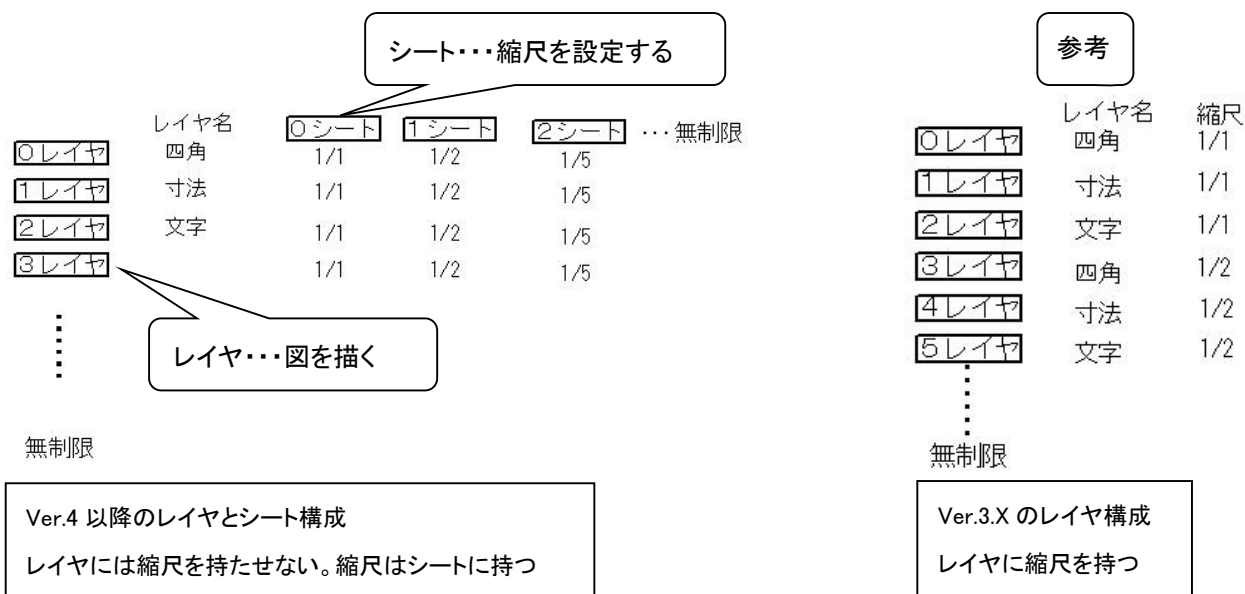 シート・・・縮尺を設定する
レイヤ名 0シート 1シート 2シート ・・・無制限
0レイヤ 四角 1/1 1/2 1/5
1レイヤ 寸法 1/1 1/2 1/5
2レイヤ 文字 1/1 1/2 1/5
3レイヤ 1/1 1/2 1/5
レイヤ・・・図を描く
無制限
Ver.4 以降のレイヤとシート構成
レイヤには縮尺を持たせない。縮尺はシートに持つ
参考
レイヤ名 縮尺
0レイヤ 四角 1/1
1レイヤ 寸法 1/1
2レイヤ 文字 1/1
3レイヤ 四角 1/2
4レイヤ 寸法 1/2
5レイヤ 文字 1/2
無制限
Ver.3.X のレイヤ構成
レイヤに縮尺を持つ